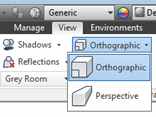 Generic
Manage View Environments
Shadows Orthographic
Reflections Orthographic
Grey Room Perspective